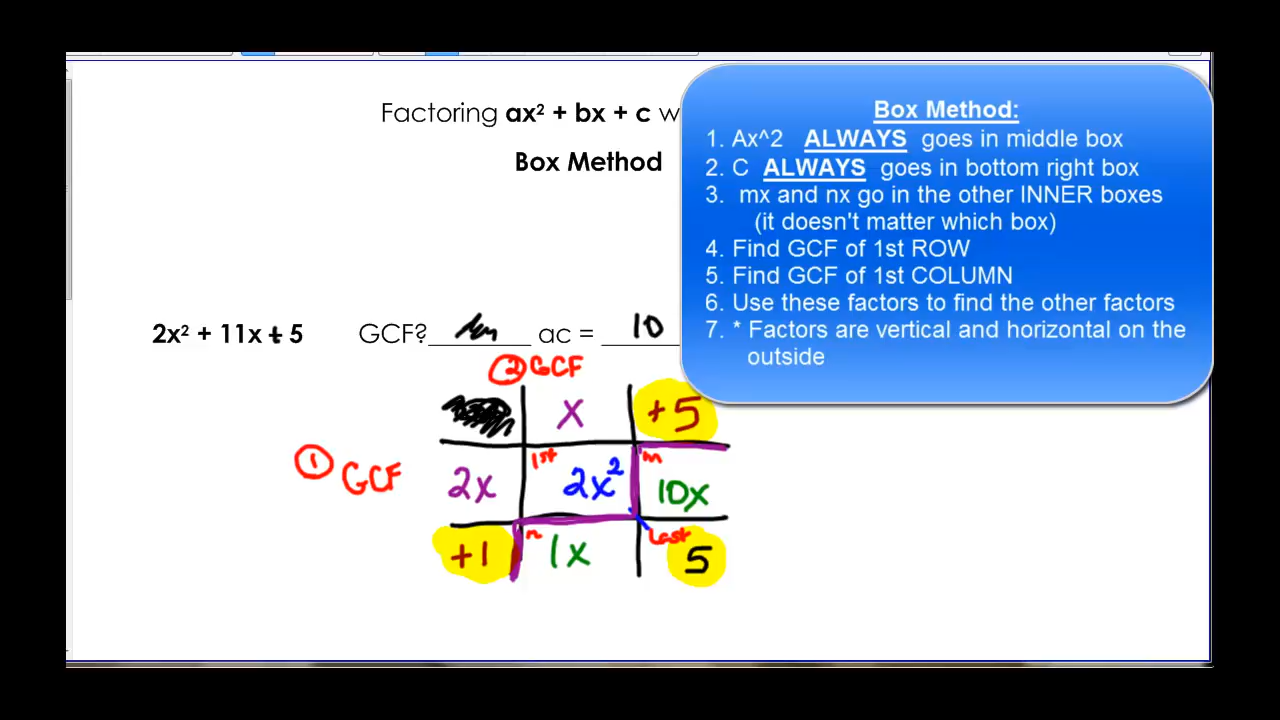 Factoring ax² + bx + c w
Box Method
Box Method:
1. Ax^2 ALWAYS goes in middle box
2. C ALWAYS goes in bottom right box
3. mx and nx go in the other INNER boxes
(it doesn't matter which box)
4. Find GCF of 1st ROW
5. Find GCF of 1st COLUMN
6. Use these factors to find the other factors
7. * Factors are vertical and horizontal on the
outside
2x² + 11x + 5 GCF? ac = 10
② GCF
x +5
① GCF
1st m
2x 2x² 10x
n Last
+1 1x 5